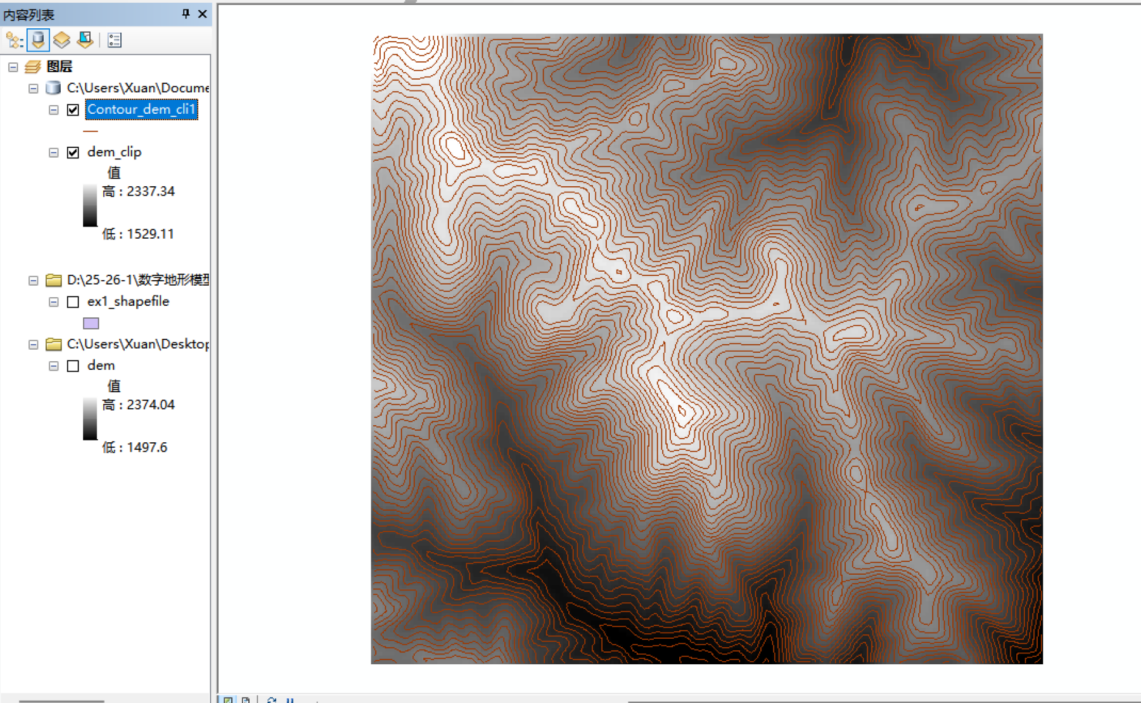 内容列表
图层
C:\Users\Xuan\Docume
Contour_dem_cli1
dem_clip
值
高 : 2337.34
低 : 1529.11
D:\25-26-1\数字地形模型
ex1_shapefile
C:\Users\Xuan\Desktop
dem
值
高 : 2374.04
低 : 1497.6